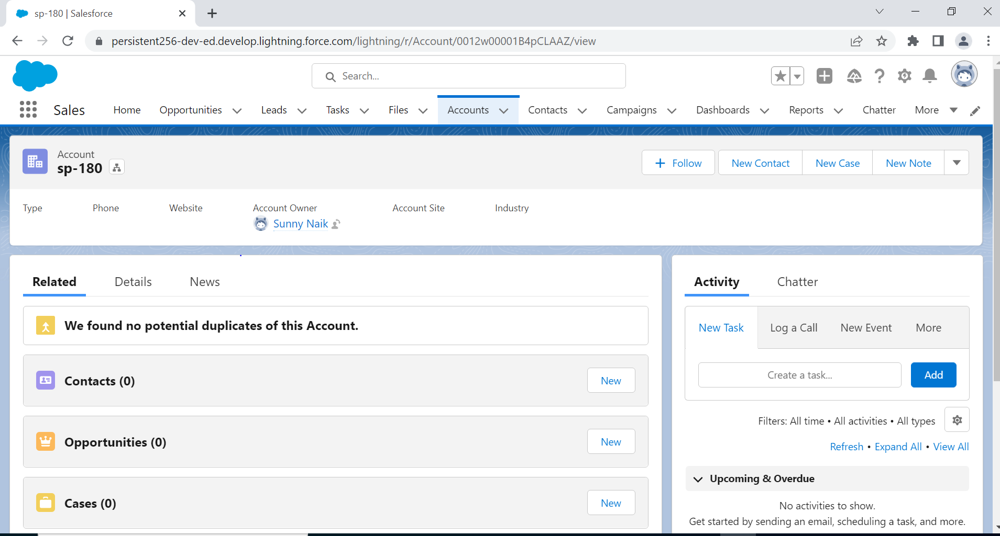 sp-180 | Salesforce
persistent256-dev-ed.develop.lightning.force.com/lightning/r/Account/0012w00001B4pCLAAZ/view
Search...
Sales Home Opportunities Leads Tasks Files Accounts Contacts Campaigns Dashboards Reports Chatter More
Account
sp-180
Follow New Contact New Case New Note
Type Phone Website Account Owner Account Site Industry
Sunny Naik
Related Details News
We found no potential duplicates of this Account.
Contacts (0) New
Opportunities (0) New
Cases (0) New
Activity Chatter
New Task Log a Call New Event More
Create a task... Add
Filters: All time • All activities • All types
Refresh • Expand All • View All
Upcoming & Overdue
No activities to show.
Get started by sending an email, scheduling a task, and more.